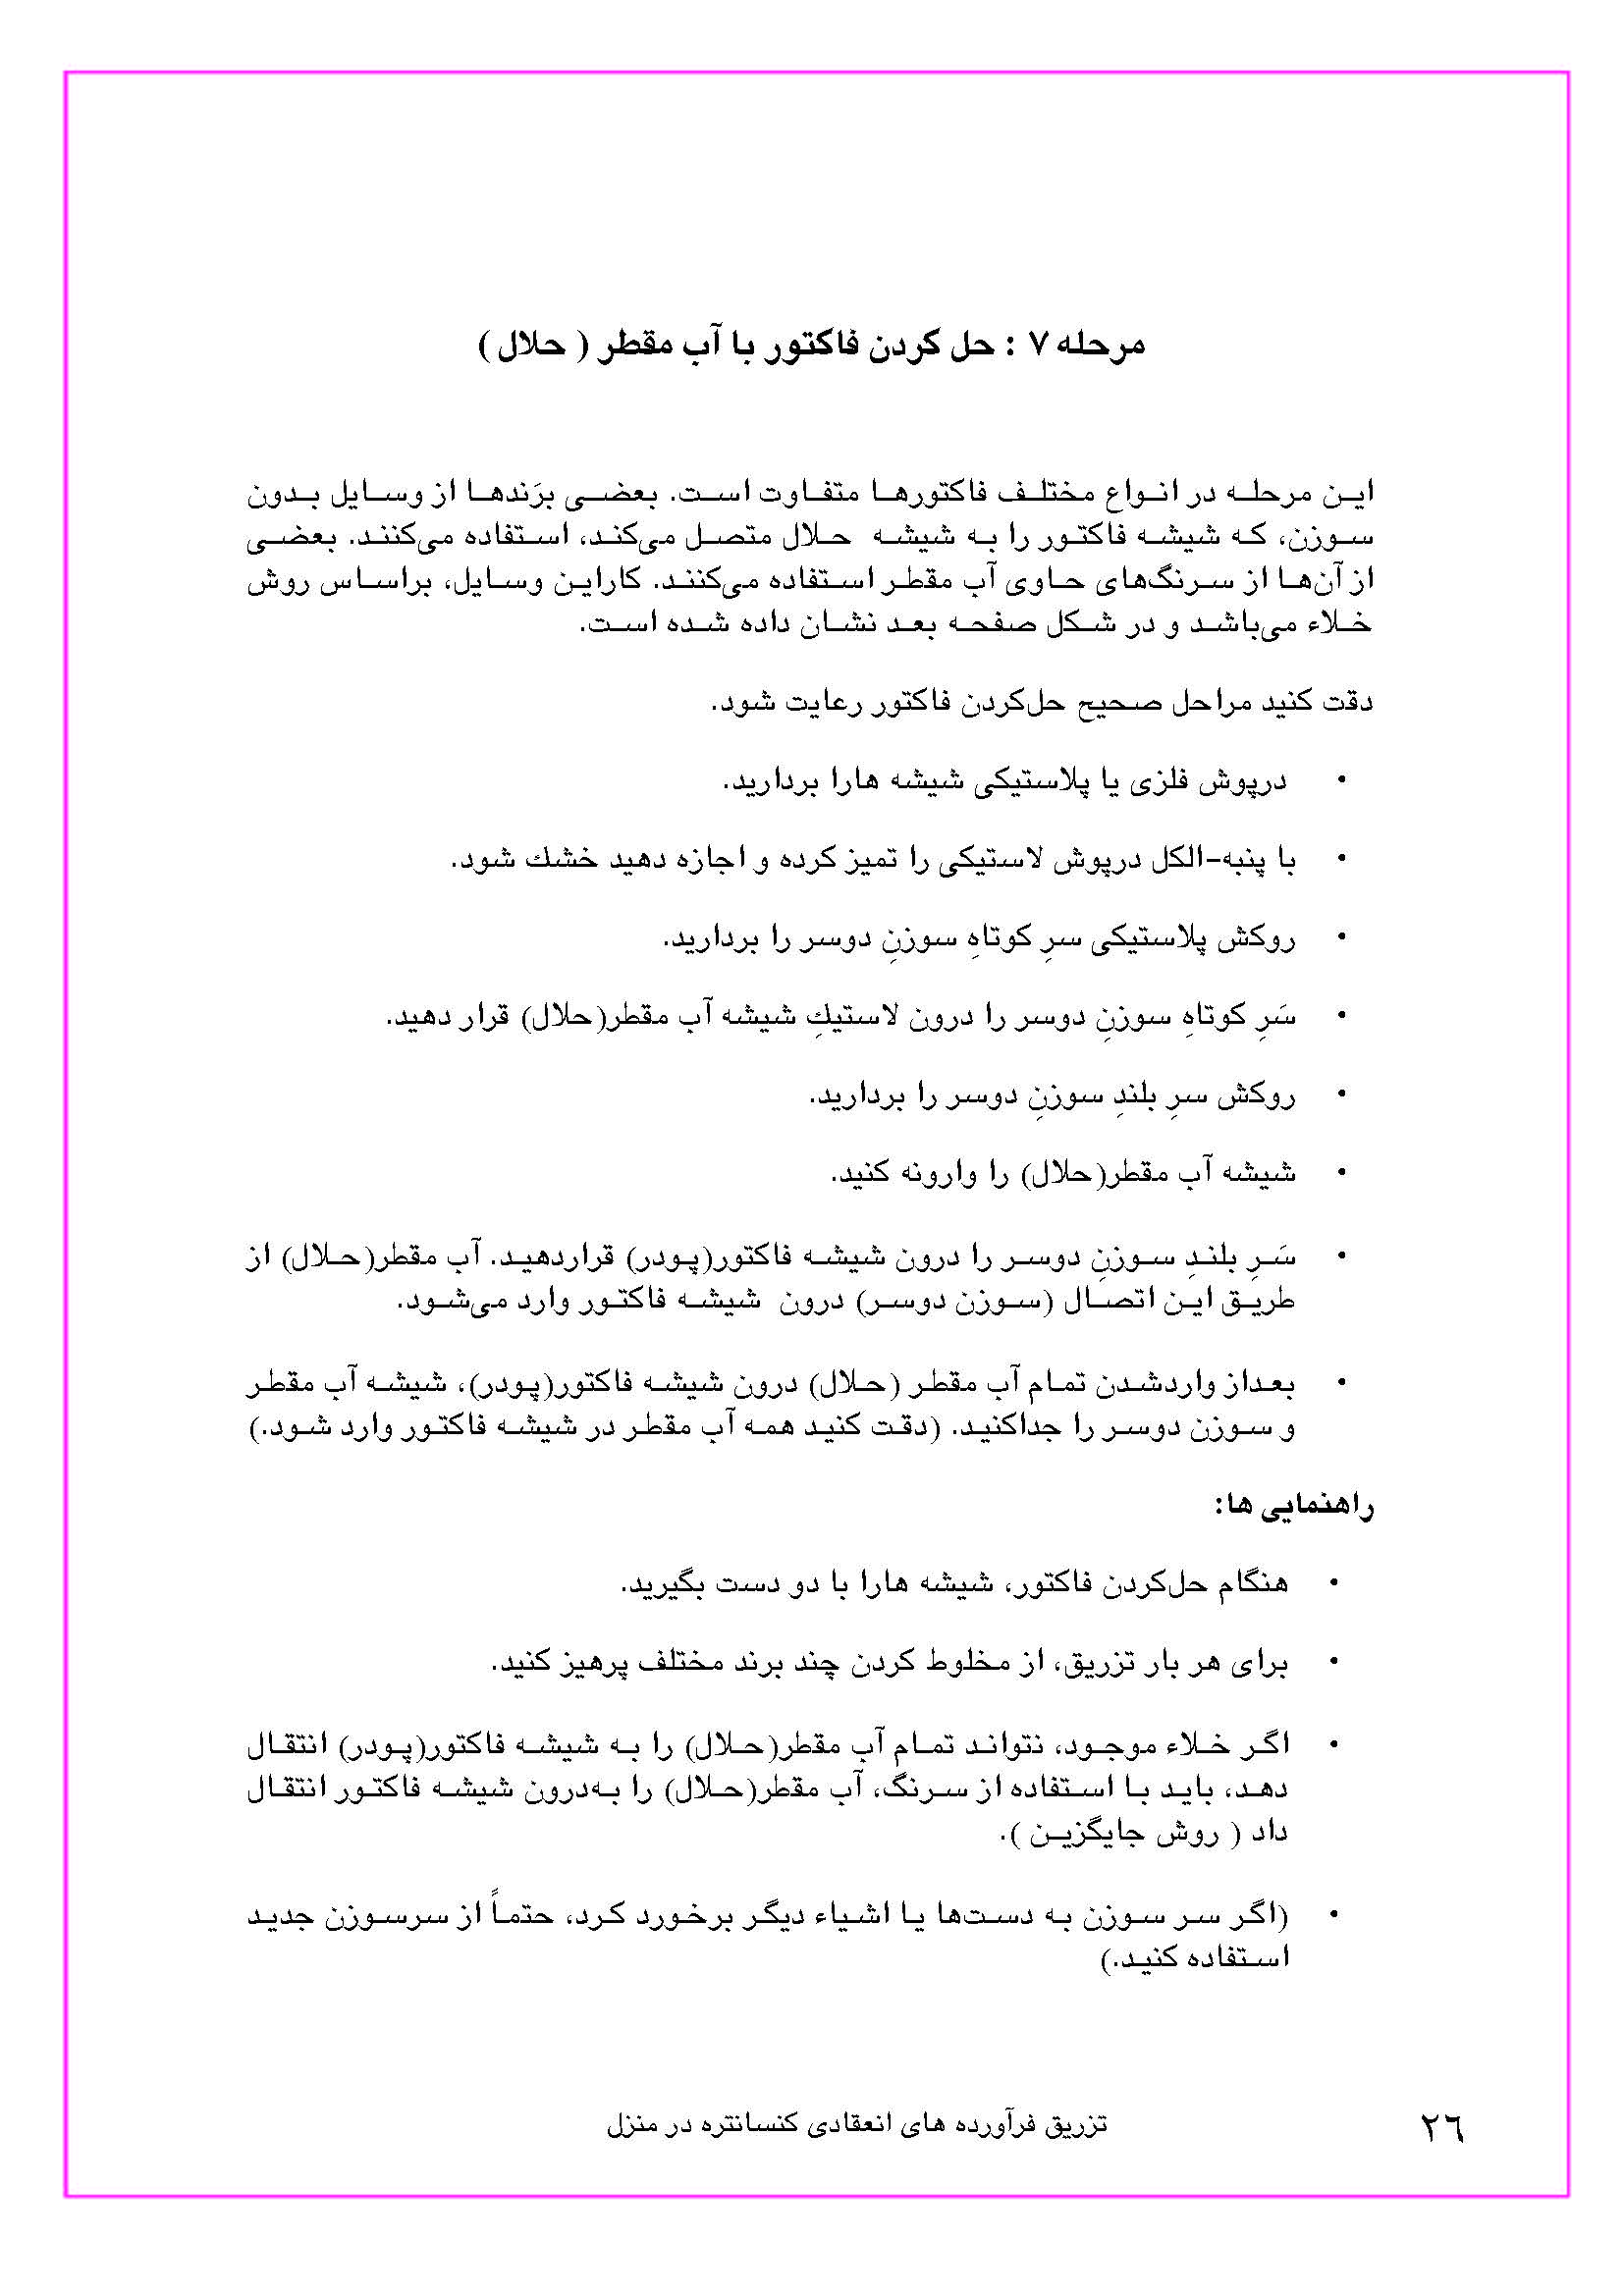 مرحله ۷ : حل کردن فاکتور با آب مقطر ( حلال )
این مرحله در انواع مختلف فاکتورها متفاوت است. بعضی برَندها از وسایل بدون
سوزن، که شیشه فاکتور را به شیشه حلال متصل می‌کند، استفاده می‌کنند. بعضی
از آن‌ها از سرنگ‌های حاوی آب مقطر استفاده می‌کنند. کاراین وسایل، براساس روش
خلاء می‌باشد و در شکل صفحه بعد نشان داده شده است.
دقت کنید مراحل صحیح حل‌کردن فاکتور رعایت شود.
• درپوش فلزی یا پلاستیکی شیشه هارا بردارید.
• با پنبه-الکل درپوش لاستیکی را تمیز کرده و اجازه دهید خشك شود.
• روکش پلاستیکی سرِ کوتاهِ سوزنِ دوسر را بردارید.
• سَرِ کوتاهِ سوزنِ دوسر را درون لاستیكِ شیشه آب مقطر(حلال) قرار دهید.
• روکش سرِ بلندِ سوزنِ دوسر را بردارید.
• شیشه آب مقطر(حلال) را وارونه کنید.
• سَرِ بلندِ سوزنِ دوسر را درون شیشه فاکتور(پودر) قراردهید. آب مقطر(حلال) از
طریق این اتصال (سوزن دوسر) درون شیشه فاکتور وارد می‌شود.
• بعداز واردشدن تمام آب مقطر (حلال) درون شیشه فاکتور(پودر)، شیشه آب مقطر
و سوزن دوسر را جداکنید. (دقت کنید همه آب مقطر در شیشه فاکتور وارد شود.)
راهنمایی ها:
• هنگام حل‌کردن فاکتور، شیشه هارا با دو دست بگیرید.
• برای هر بار تزریق، از مخلوط کردن چند برند مختلف پرهیز کنید.
• اگر خلاء موجود، نتواند تمام آب مقطر(حلال) را به شیشه فاکتور(پودر) انتقال
دهد، باید با استفاده از سرنگ، آب مقطر(حلال) را به‌درون شیشه فاکتور انتقال
داد ( روش جایگزین ).
• (اگر سر سوزن به دست‌ها یا اشیاء دیگر برخورد کرد، حتماً از سرسوزن جدید
استفاده کنید.)
تزریق فرآورده های انعقادی کنسانتره در منزل
٢٦